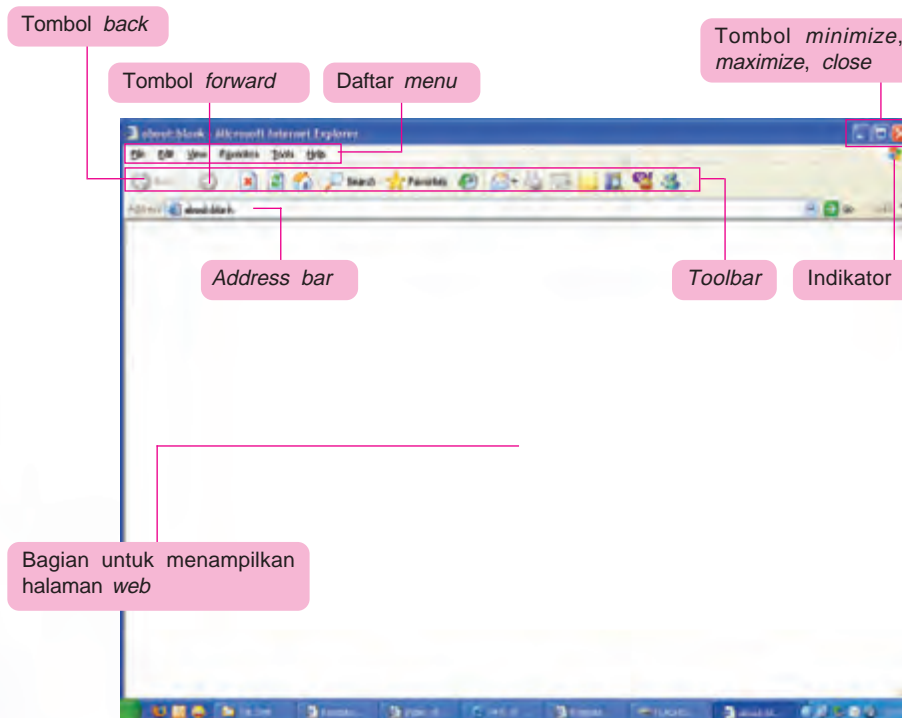 Tombol back
Tombol minimize,
maximize, close
Tombol forward
Daftar menu
about:blank - Microsoft Internet Explorer
File Edit View Favorites Tools Help
Search Favorites
Address about:blank
Go
Address bar
Toolbar
Indikator
Bagian untuk menampilkan
halaman web